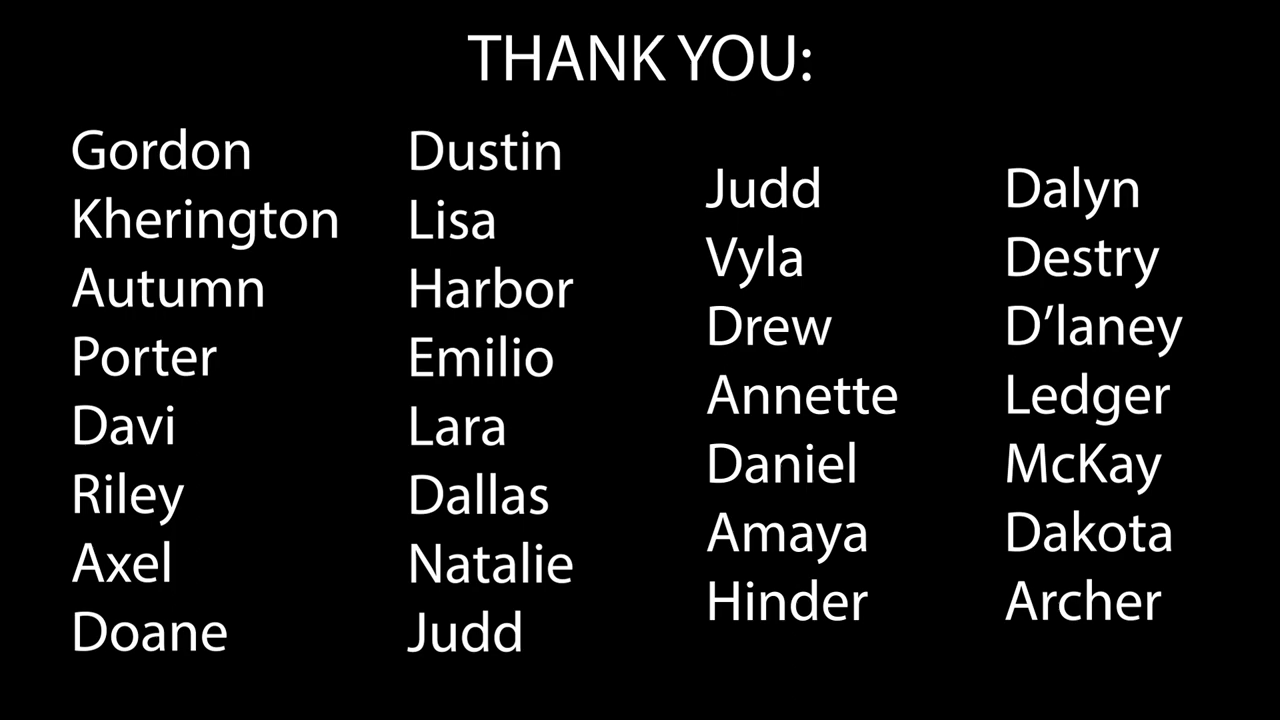 THANK YOU:
Gordon
Kherington
Autumn
Porter
Davi
Riley
Axel
Doane
Dustin
Lisa
Harbor
Emilio
Lara
Dallas
Natalie
Judd
Judd
Vyla
Drew
Annette
Daniel
Amaya
Hinder
Dalyn
Destry
D’laney
Ledger
McKay
Dakota
Archer